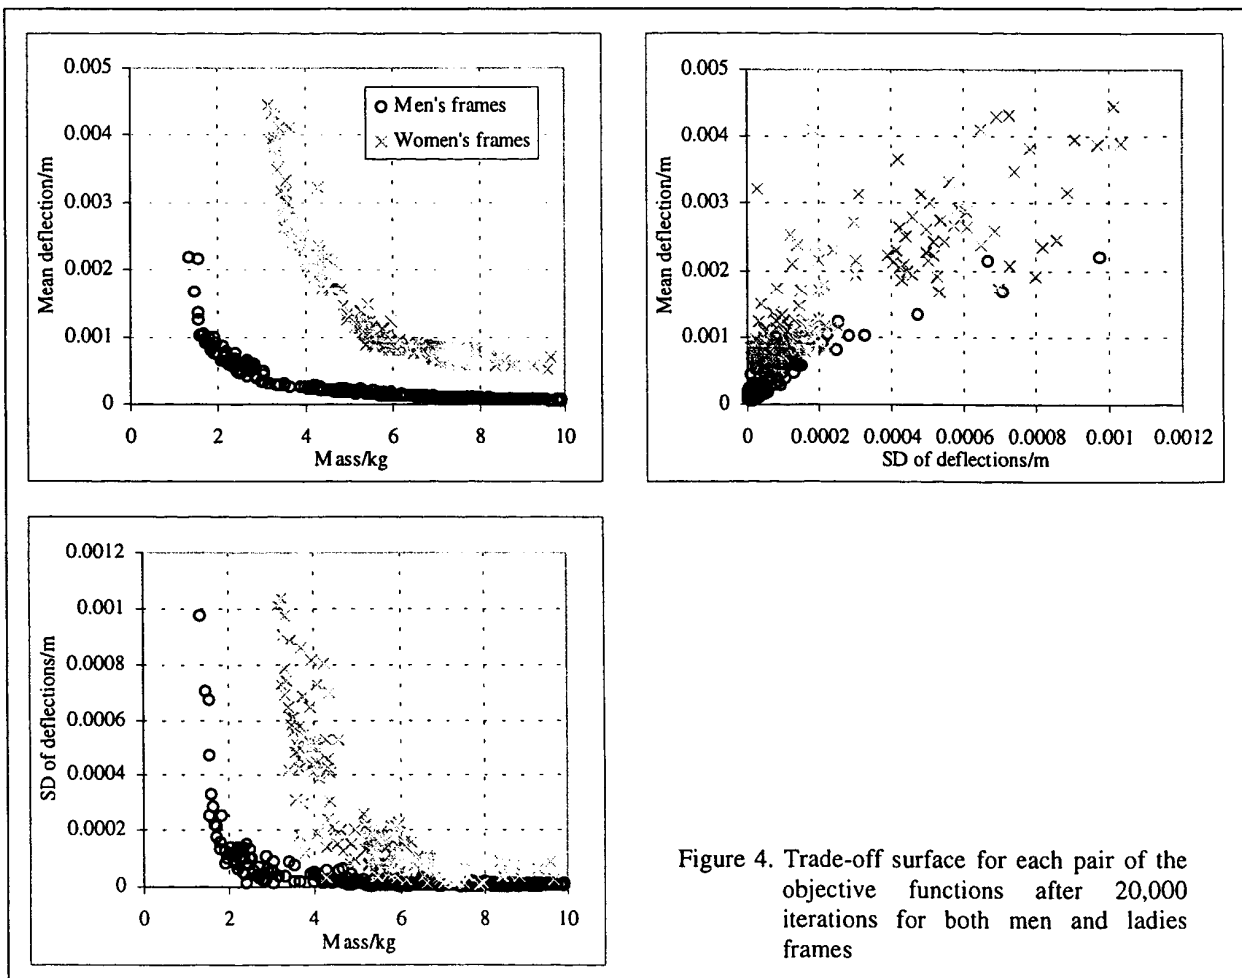 0.005
0.004
0.003
0.002
0.001
0
Mean deflection/m
Men's frames
Women's frames
0 2 4 6 8 10
Mass/kg
0.005
0.004
0.003
0.002
0.001
0
Mean deflection/m
0 0.0002 0.0004 0.0006 0.0008 0.001 0.0012
SD of deflections/m
0.0012
0.001
0.0008
0.0006
0.0004
0.0002
0
SD of deflections/m
0 2 4 6 8 10
Mass/kg
Figure 4. Trade-off surface for each pair of the
objective functions after 20,000
iterations for both men and ladies
frames